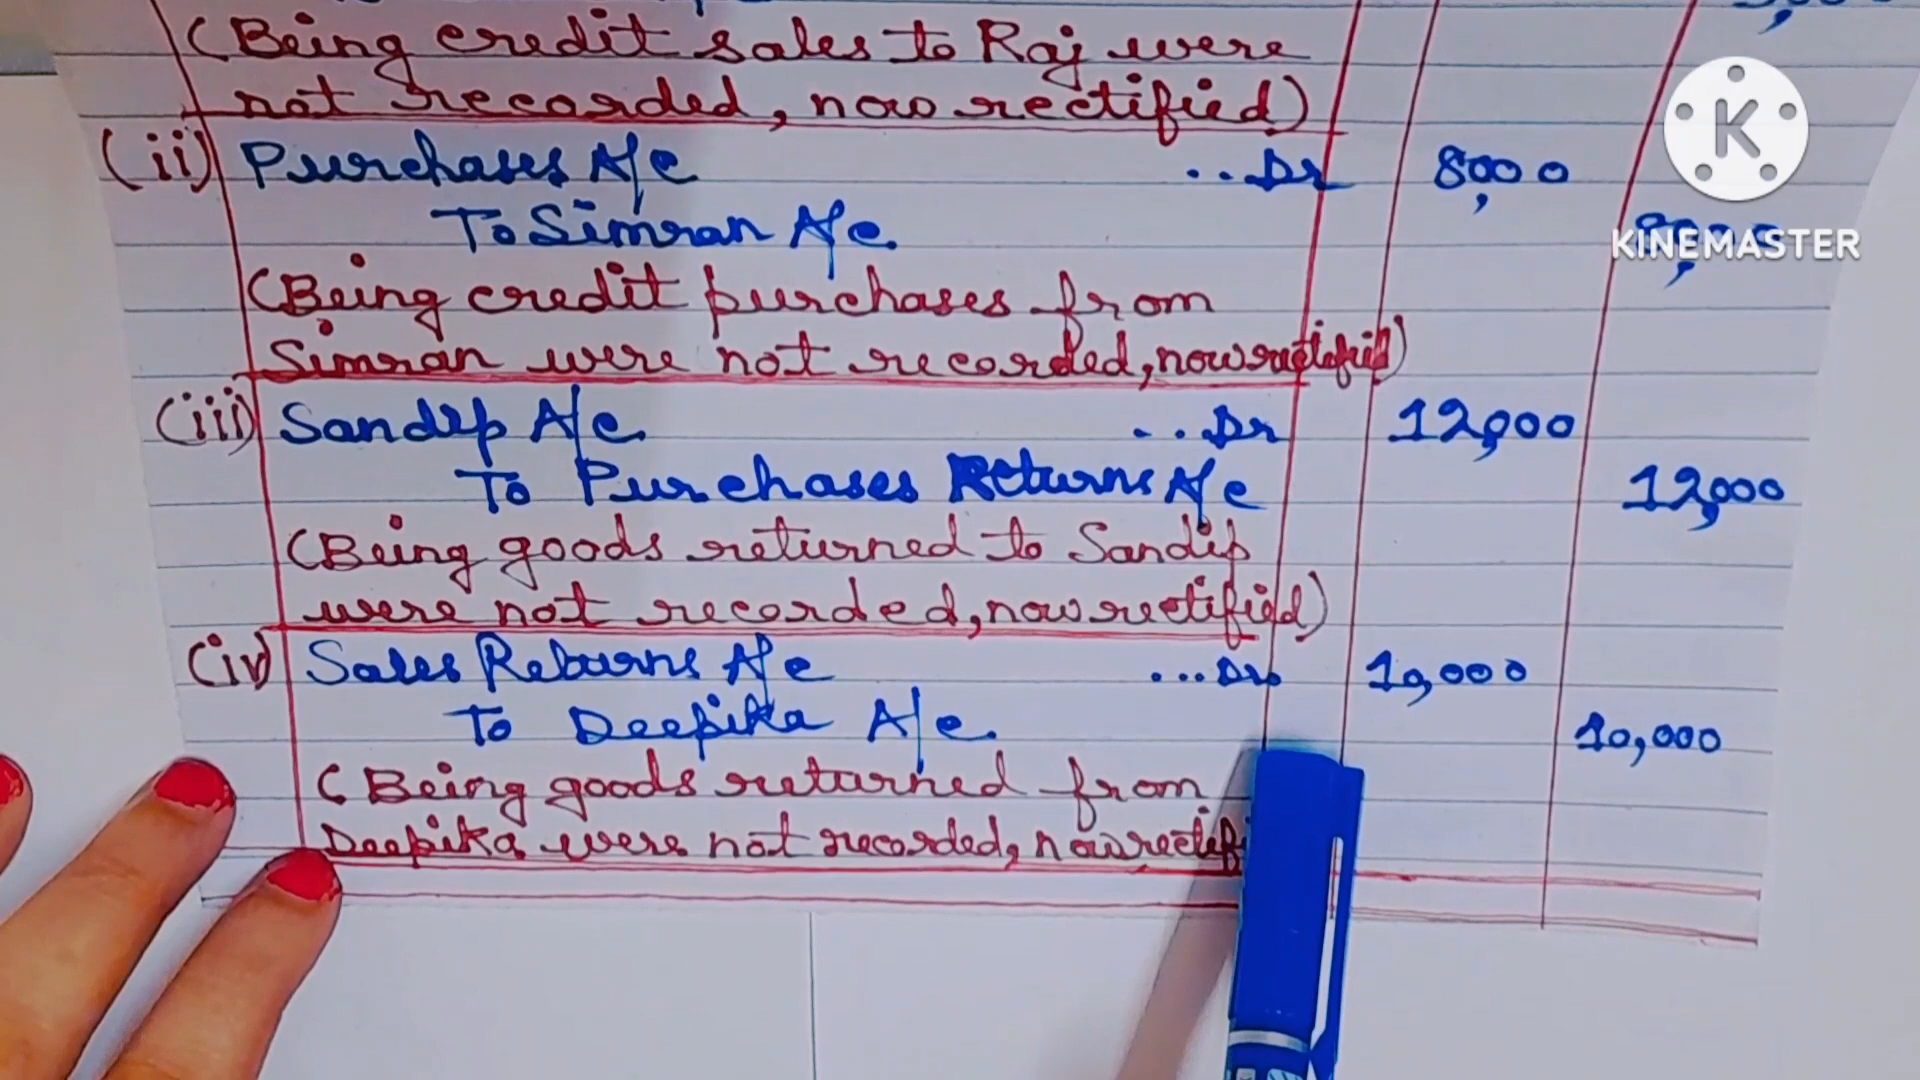 (Being credit sales to Raj were
not recorded, now rectified)
(ii) Purchases A/c ..Dr 8,000
To Simran A/c. 8,000
(Being credit purchases from
Simran were not recorded, now rectified)
(iii) Sandip A/c. ..Dr 12,000
To Purchases Returns A/c 12,000
(Being goods returned to Sandip
were not recorded, now rectified)
(iv) Sales Returns A/c ...Dr. 10,000
To Deepika A/c. 10,000
(Being goods returned from
Deepika were not recorded, now rectifi
K
KINEMASTER